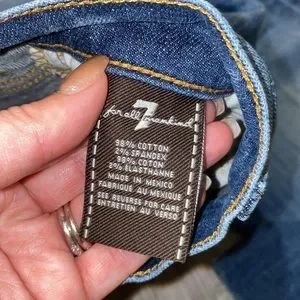 7
for all mankind
98% COTTON
2% SPANDEX
98% COTON
2% ELASTHANNE
MADE IN MEXICO
FABRIQUE AU MEXIQUE
SEE REVERSE FOR CARE
ENTRETIEN AU VERSO